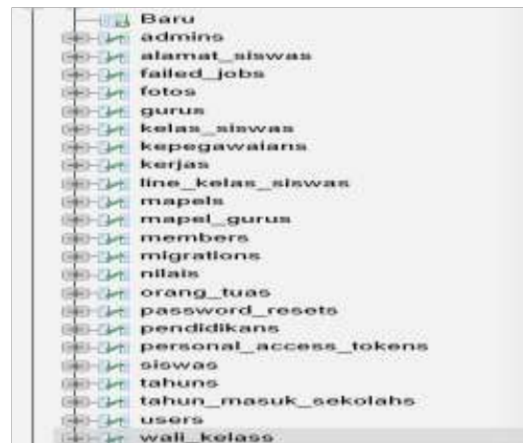 Baru
admins
alamat_siswas
failed_jobs
fotos
gurus
kelas_siswas
kepegawaians
kerjas
line_kelas_siswas
mapels
mapel_gurus
members
migrations
nilais
orang_tuas
password_resets
pendidikans
personal_access_tokens
siswas
tahuns
tahun_masuk_sekolahs
users
wali_kelass